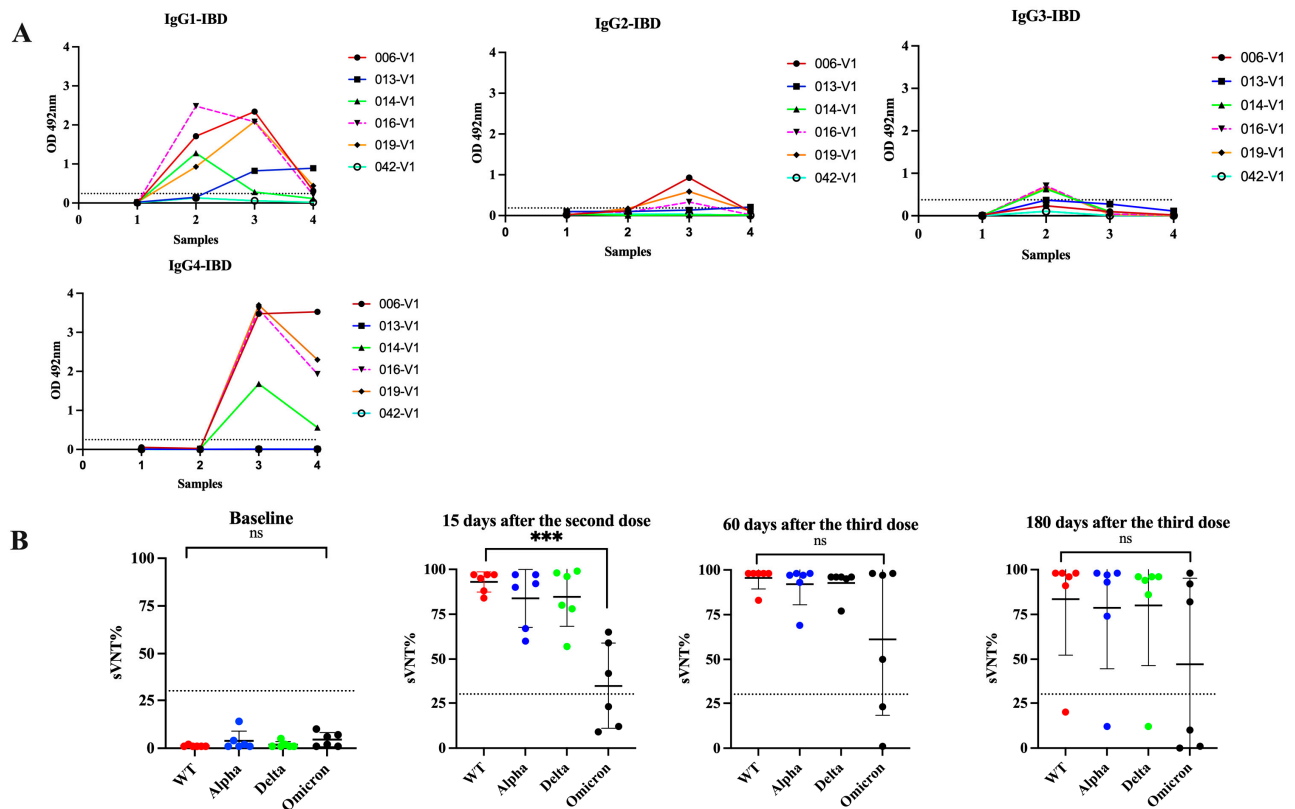 A
IgG1-IBD
OD 492nm
4
3
2
1
0
0 1 2 3 4
Samples
006-V1
013-V1
014-V1
016-V1
019-V1
042-V1
IgG2-IBD
OD 492nm
4
3
2
1
0
0 1 2 3 4
Samples
006-V1
013-V1
014-V1
016-V1
019-V1
042-V1
IgG3-IBD
OD 492nm
4
3
2
1
0
0 1 2 3 4
Samples
006-V1
013-V1
014-V1
016-V1
019-V1
042-V1
IgG4-IBD
OD 492nm
4
3
2
1
0
0 1 2 3 4
Samples
006-V1
013-V1
014-V1
016-V1
019-V1
042-V1
B
Baseline
ns
sVNT%
100
75
50
25
0
WT Alpha Delta Omicron
15 days after the second dose
***
sVNT%
100
75
50
25
0
WT Alpha Delta Omicron
60 days after the third dose
ns
sVNT%
100
75
50
25
0
WT Alpha Delta Omicron
180 days after the third dose
ns
sVNT%
100
75
50
25
0
WT Alpha Delta Omicron